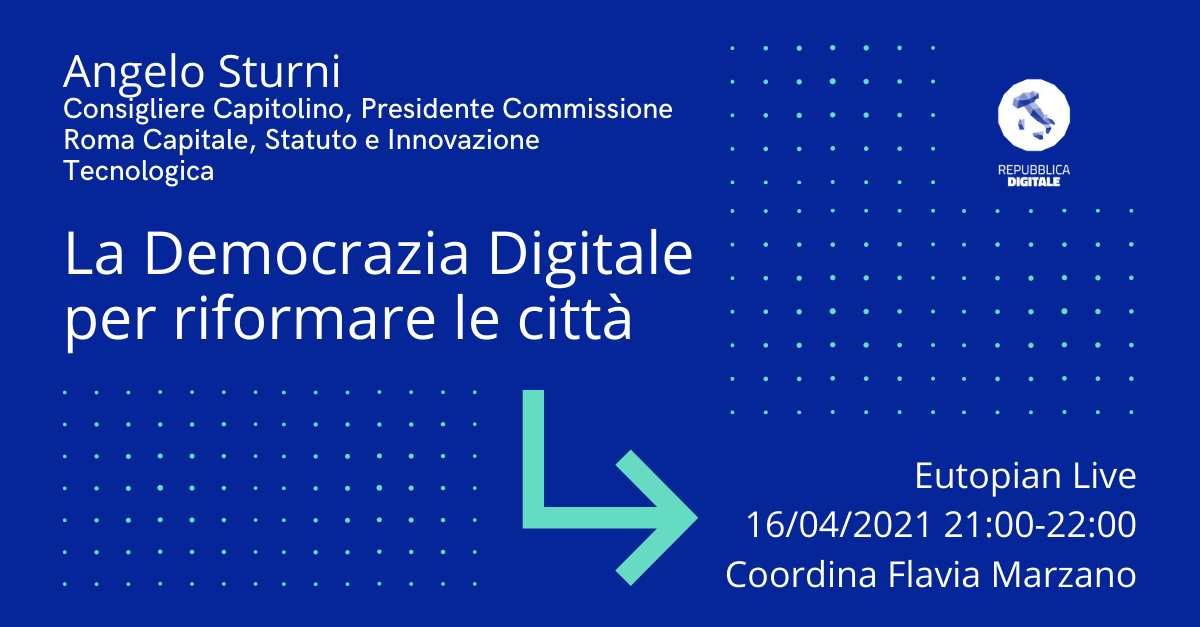 Angelo Sturni
Consigliere Capitolino, Presidente Commissione
Roma Capitale, Statuto e Innovazione
Tecnologica
REPUBBLICA
DIGITALE
La Democrazia Digitale
per riformare le città
Eutopian Live
16/04/2021 21:00-22:00
Coordina Flavia Marzano